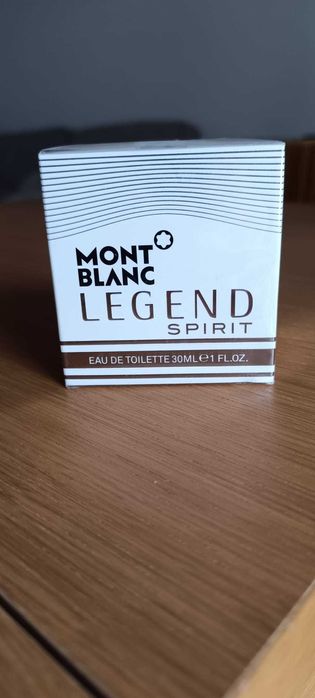 MONT
BLANC
LEGEND
SPIRIT
EAU DE TOILETTE 30ML℮1 FL.OZ.